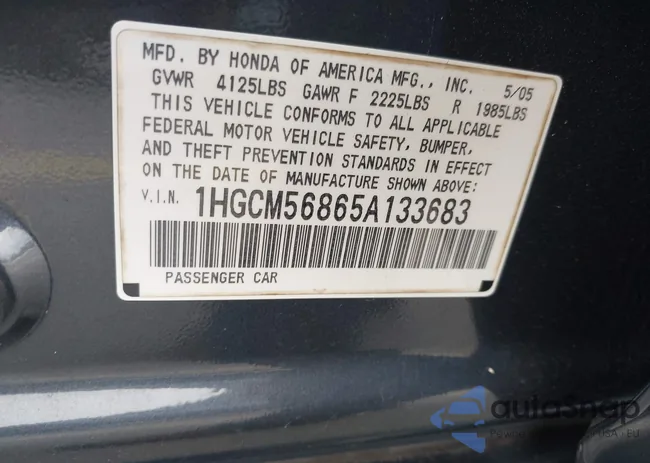 MFD. BY HONDA OF AMERICA MFG., INC. 5/05
GVWR 4125LBS GAWR F 2225LBS R 1985LBS
THIS VEHICLE CONFORMS TO ALL APPLICABLE
FEDERAL MOTOR VEHICLE SAFETY, BUMPER,
AND THEFT PREVENTION STANDARDS IN EFFECT
ON THE DATE OF MANUFACTURE SHOWN ABOVE:
V.I.N. 1HGCM56865A133683
PASSENGER CAR
autoSnap